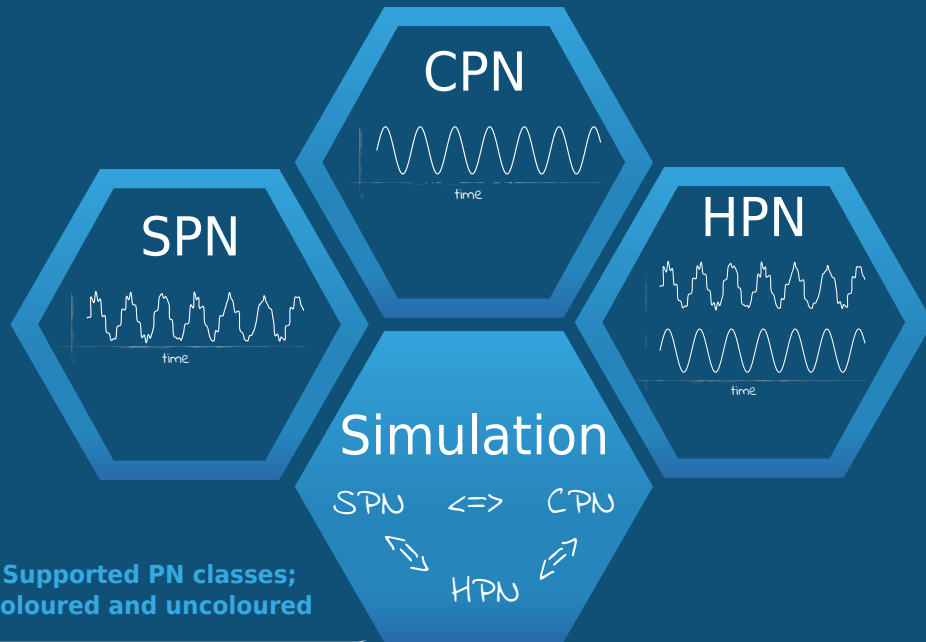 CPN
time
SPN
time
HPN
time
Simulation
SPN <=> CPN
HPN
Supported PN classes;
oloured and uncoloured